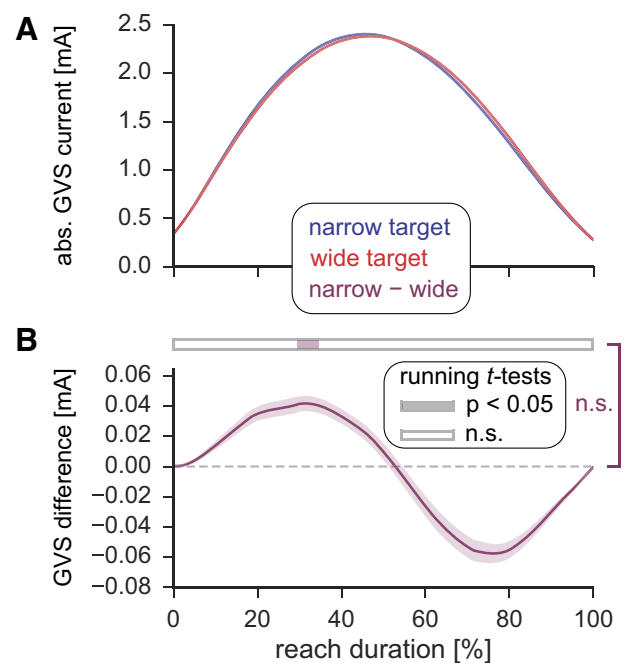 A
abs. GVS current [mA]
2.5
2.0
1.5
1.0
0.5
0.0
narrow target
wide target
narrow − wide
B
GVS difference [mA]
0.06
0.04
0.02
0.00
−0.02
−0.04
−0.06
−0.08
running t-tests
p < 0.05
n.s.
n.s.
0 20 40 60 80 100
reach duration [%]